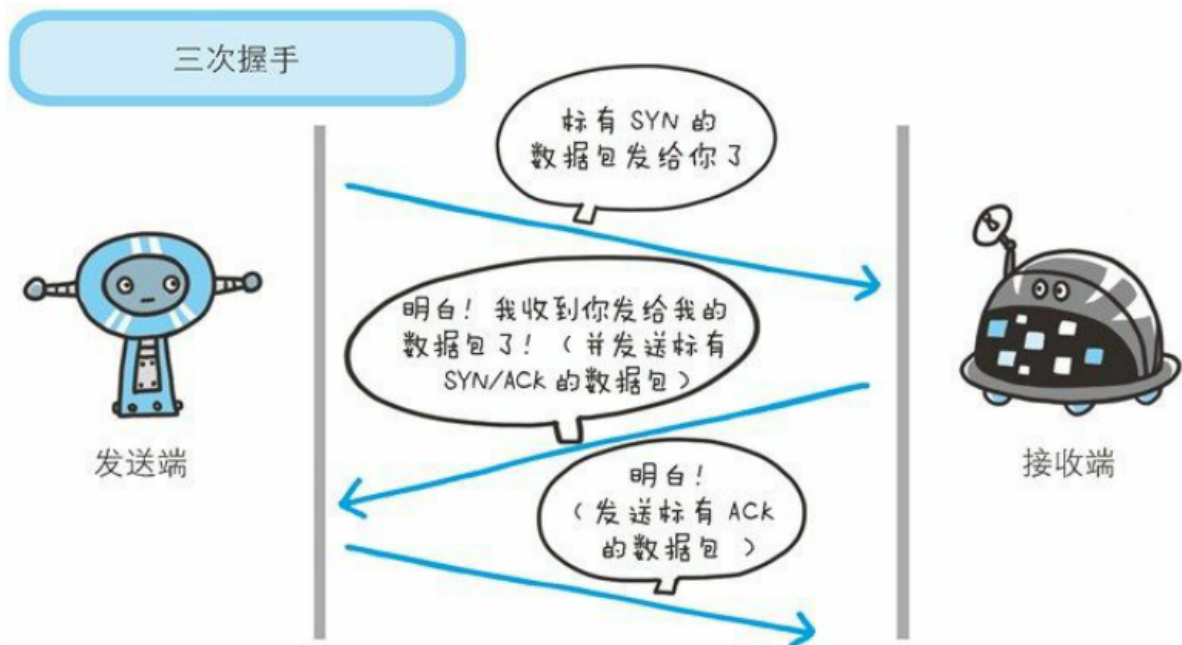 三次握手
标有 SYN 的
数据包发给你了
明白！我收到你发给我的
数据包了！（并发送标有
SYN/ACK 的数据包）
发送端
接收端
明白！
（发送标有 ACK
的数据包 ）